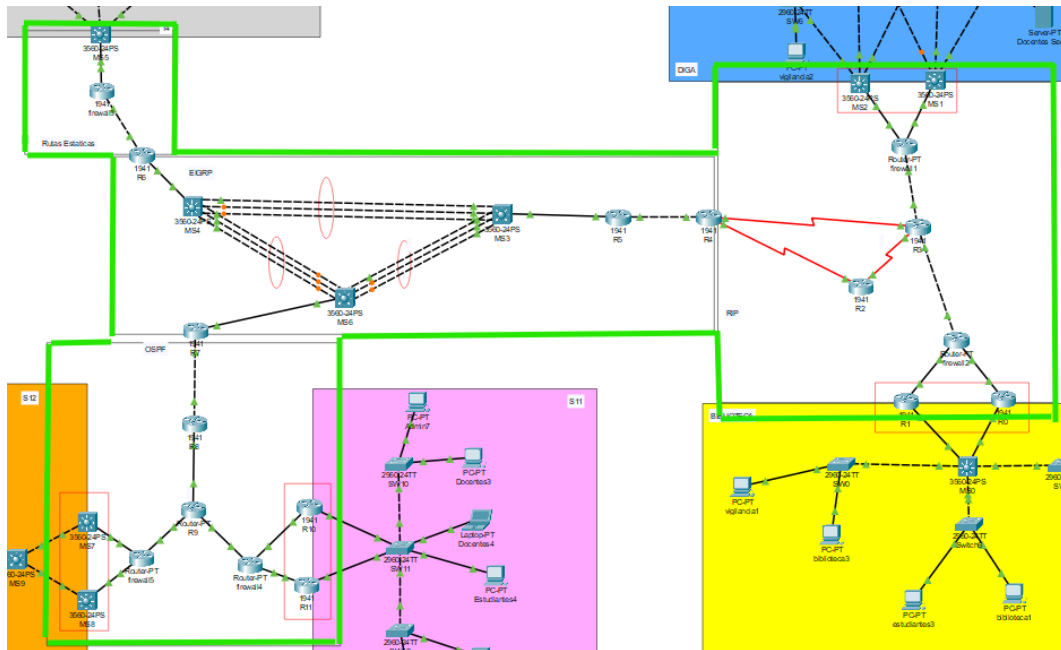 3560-24PS
MS5
1941
firewall3
Rutas Estaticas
1941
R6
EIGRP
3560-24PS
MS4
3560-24PS
MS3
1941
R5
1941
R4
3560-24PS
MS6
1941
R7
OSPF
1941
R8
Router-PT
R9
S12
3560-24PS
MS7
3560-24PS
MS8
MS9
Router-PT
firewall5
Router-PT
firewall4
1941
R10
1941
R11
S11
PC-PT
Admin7
2960-24TT
SW10
PC-PT
Docentes3
Laptop-PT
Docentes4
2960-24TT
SW11
PC-PT
Estudiantes4
2960-24TT
2960-24TT
SW6
PC-PT
vigilancia2
Server-PT
DIGA
3560-24PS
MS2
3560-24PS
MS1
Router-PT
firewall1
1941
R3
1941
R2
RIP
Router-PT
firewall2
1941
R1
1941
R0
PC-PT
vigilancia1
2960-24TT
SW0
PC-PT
biblioteca3
3560-24PS
MS0
2960-24TT
PC-PT
estudiantes3
PC-PT
biblioteca1